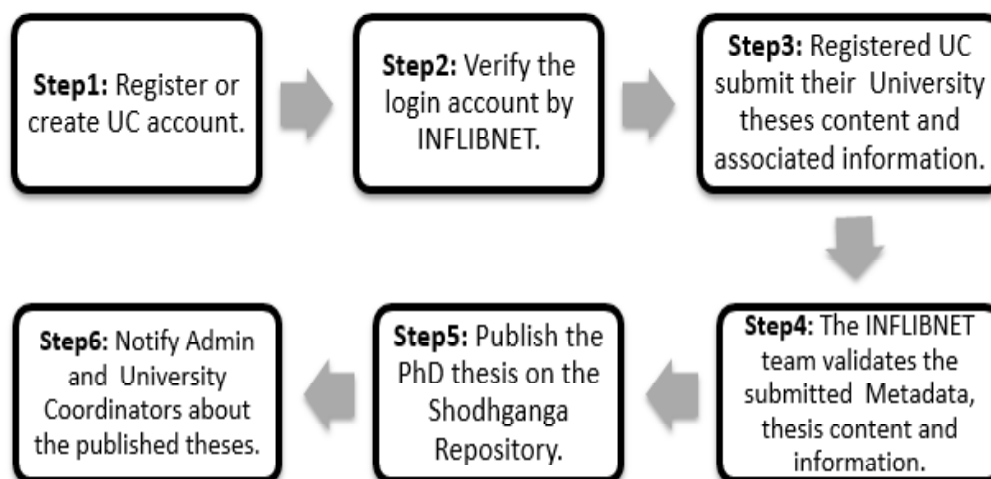 Step1: Register or
create UC account.
Step2: Verify the
login account by
INFLIBNET.
Step3: Registered UC
submit their University
theses content and
associated information.
Step4: The INFLIBNET
team validates the
submitted Metadata,
thesis content and
information.
Step5: Publish the
PhD thesis on the
Shodhganga
Repository.
Step6: Notify Admin
and University
Coordinators about
the published theses.